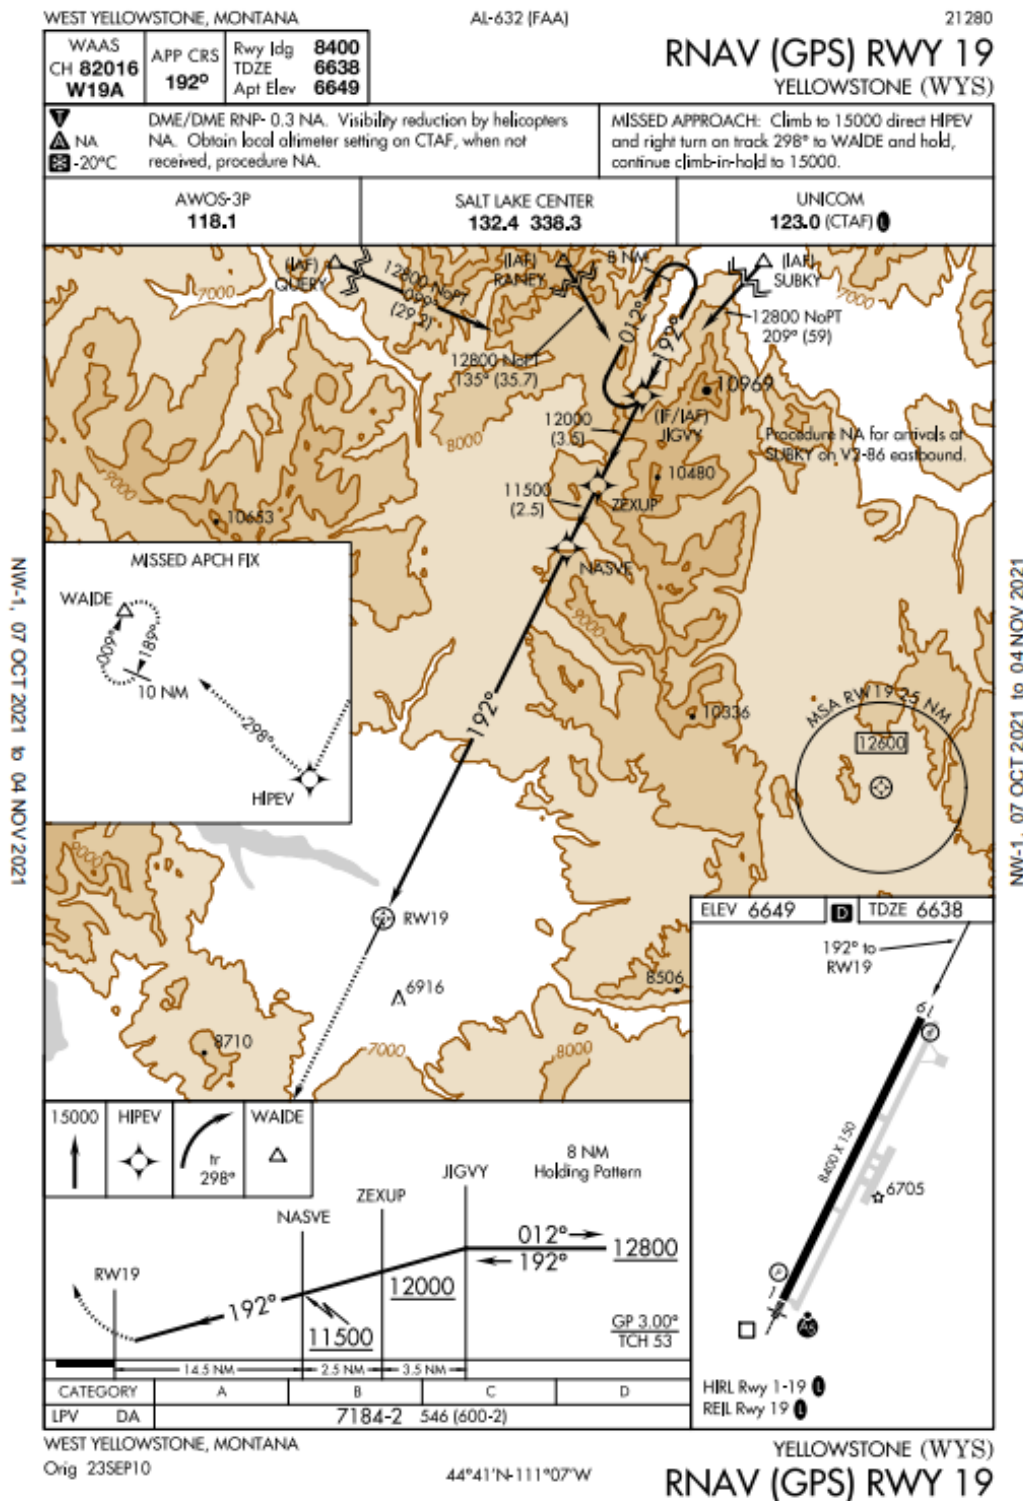 WEST YELLOWSTONE, MONTANA
AL-632 (FAA)
21280
WAAS
CH 82016
W19A
APP CRS
192°
Rwy ldg 8400
TDZE 6638
Apt Elev 6649
RNAV (GPS) RWY 19
YELLOWSTONE (WYS)
T
A NA
-20°C
DME/DME RNP- 0.3 NA. Visibility reduction by helicopters
NA. Obtain local altimeter setting on CTAF, when not
received, procedure NA.
MISSED APPROACH: Climb to 15000 direct HIPEV
and right turn on track 298° to WAIDE and hold,
continue climb-in-hold to 15000.
AWOS-3P
118.1
SALT LAKE CENTER
132.4 338.3
UNICOM
123.0 (CTAF) L
(IAF)
QUERY
12800 NoPT
099°
(29.2)
(IAF)
RANEY
8 NM
(IAF)
SUBKY
7000
7000
12800 NoPT
209° (59)
012°
192°
12800 NoPT
135° (35.7)
10969
12000
(3.5)
(IF/IAF)
JIGVY
8000
Procedure NA for arrivals at
SUBKY on V2-86 eastbound.
9000
10480
11500
(2.5)
ZEXUP
10653
NASVE
MISSED APCH FIX
WAIDE
009°
189°
10 NM
298°
HIPEV
9000
192°
10336
MSA RW19 25 NM
12600
9000
RW19
6916
8506
8710
7000
8000
ELEV 6649
D
TDZE 6638
192° to
RW19
19
8400 X 150
6705
1
A5
HIRL Rwy 1-19 L
REIL Rwy 19 L
15000
HIPEV
tr
298°
WAIDE
8 NM
Holding Pattern
JIGVY
ZEXUP
NASVE
RW19
012°
192°
12800
12000
192°
11500
GP 3.00°
TCH 53
14.5 NM
2.5 NM
3.5 NM
CATEGORY A B C D
LPV DA 7184-2 546 (600-2)
WEST YELLOWSTONE, MONTANA
Orig 23SEP10
44°41'N-111°07'W
YELLOWSTONE (WYS)
RNAV (GPS) RWY 19
NW-1, 07 OCT 2021 to 04 NOV 2021
NW-1, 07 OCT 2021 to 04 NOV 2021